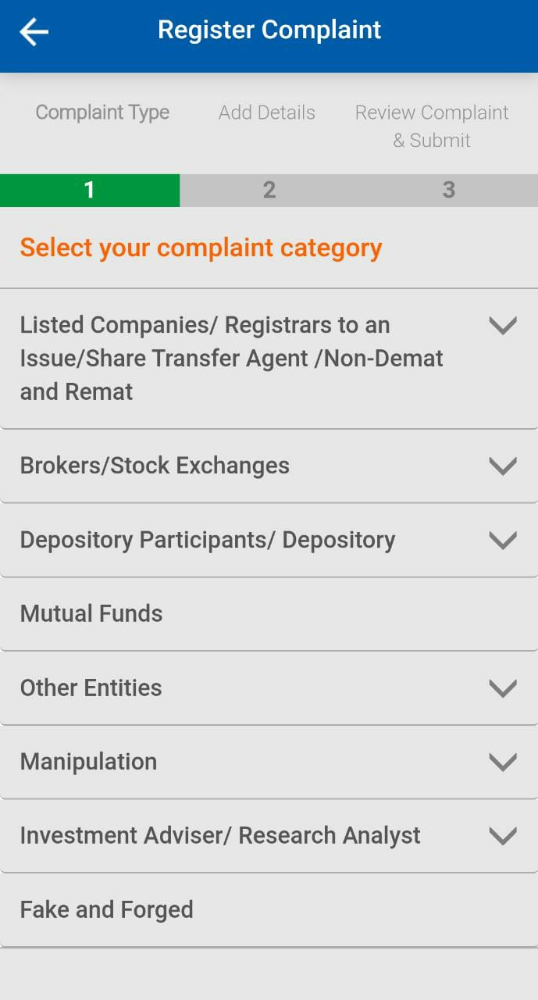 Register Complaint
Complaint Type
Add Details
Review Complaint
& Submit
1
2
3
Select your complaint category
Listed Companies/ Registrars to an
Issue/Share Transfer Agent /Non-Demat
and Remat
Brokers/Stock Exchanges
Depository Participants/ Depository
Mutual Funds
Other Entities
Manipulation
Investment Adviser/ Research Analyst
Fake and Forged